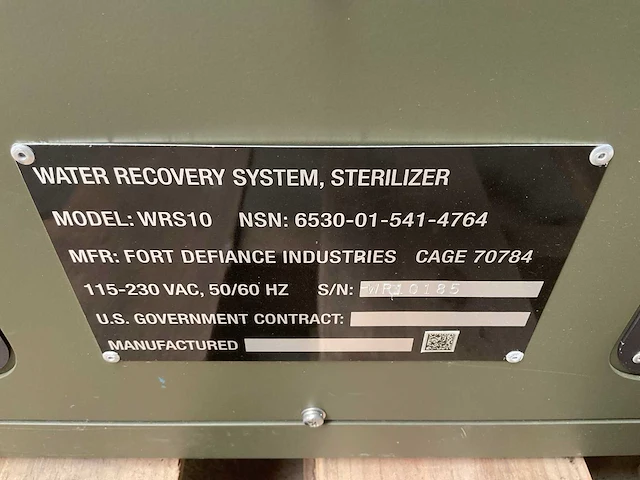 WATER RECOVERY SYSTEM, STERILIZER
MODEL: WRS10 NSN: 6530-01-541-4764
MFR: FORT DEFIANCE INDUSTRIES CAGE 70784
115-230 VAC, 50/60 HZ S/N: WR10185
U.S. GOVERNMENT CONTRACT:
MANUFACTURED